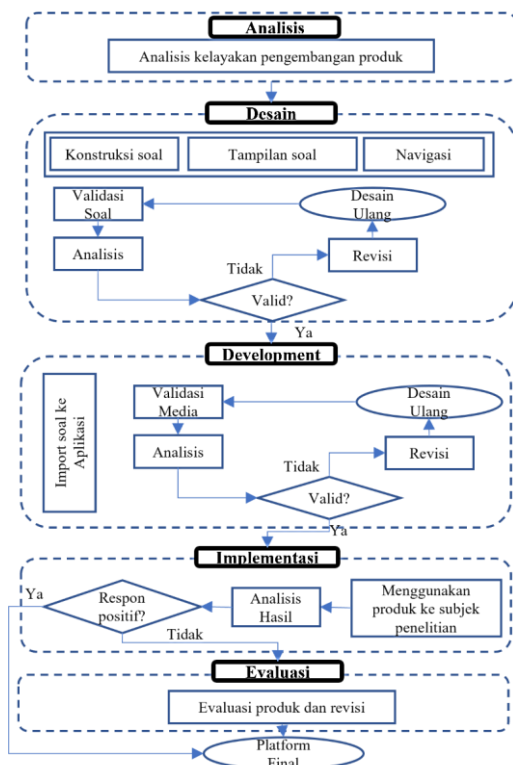 Analisis
Analisis kelayakan pengembangan produk
Desain
Konstruksi soal
Tampilan soal
Navigasi
Validasi
Soal
Desain
Ulang
Analisis
Tidak
Revisi
Valid?
Ya
Development
Import soal ke
Aplikasi
Validasi
Media
Desain
Ulang
Analisis
Tidak
Revisi
Valid?
Ya
Implementasi
Ya
Respon
positif?
Analisis
Hasil
Menggunakan
produk ke subjek
penelitian
Tidak
Evaluasi
Evaluasi produk dan revisi
Platform
Final